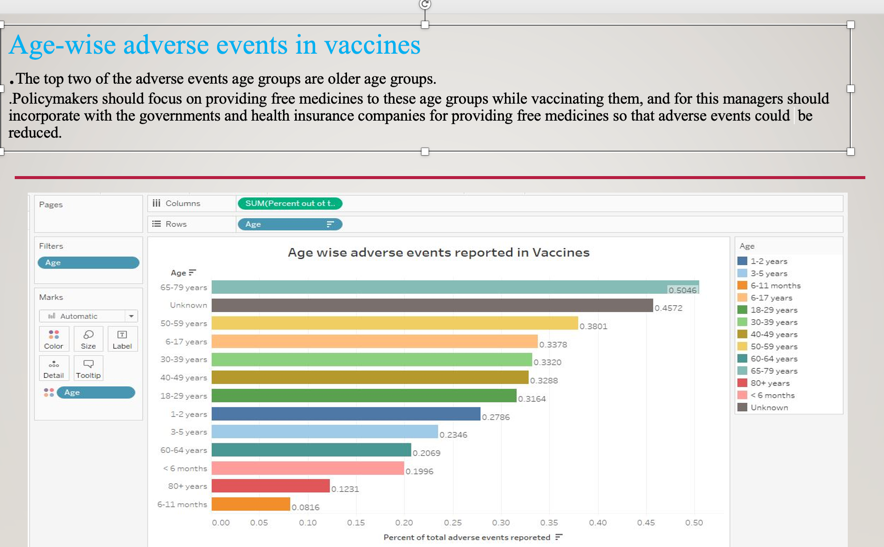 Age-wise adverse events in vaccines
.The top two of the adverse events age groups are older age groups.
.Policymakers should focus on providing free medicines to these age groups while vaccinating them, and for this managers should
incorporate with the governments and health insurance companies for providing free medicines so that adverse events could be
reduced.
Pages
Columns
SUM(Percent out ot t..
Rows
Age
Filters
Age
Marks
Automatic
Color
Size
Label
Detail
Tooltip
Age
Age wise adverse events reported in Vaccines
Age
65-79 years 0.5046
Unknown 0.4572
50-59 years 0.3801
6-17 years 0.3378
30-39 years 0.3320
40-49 years 0.3288
18-29 years 0.3164
1-2 years 0.2786
3-5 years 0.2346
60-64 years 0.2069
< 6 months 0.1996
80+ years 0.1231
6-11 months 0.0816
0.00 0.05 0.10 0.15 0.20 0.25 0.30 0.35 0.40 0.45 0.50
Percent of total adverse events reporeted
Age
1-2 years
3-5 years
6-11 months
6-17 years
18-29 years
30-39 years
40-49 years
50-59 years
60-64 years
65-79 years
80+ years
< 6 months
Unknown